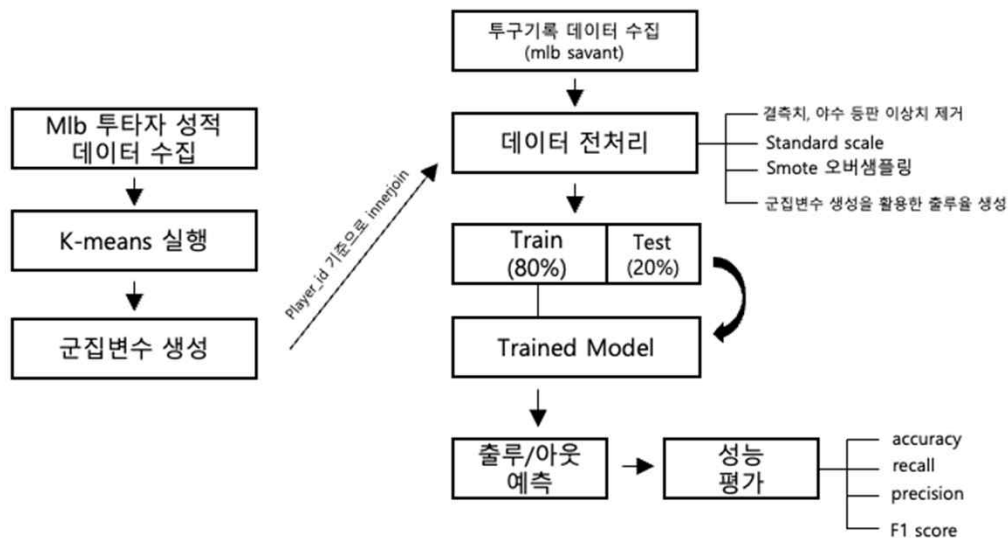 Mlb 투타자 성적
데이터 수집
K-means 실행
군집변수 생성
Player_id 기준으로 innerjoin
투구기록 데이터 수집
(mlb savant)
데이터 전처리
결측치, 야수 등판 이상치 제거
Standard scale
Smote 오버샘플링
군집변수 생성을 활용한 출루율 생성
Train
(80%)
Test
(20%)
Trained Model
출루/아웃
예측
성능
평가
accuracy
recall
precision
F1 score